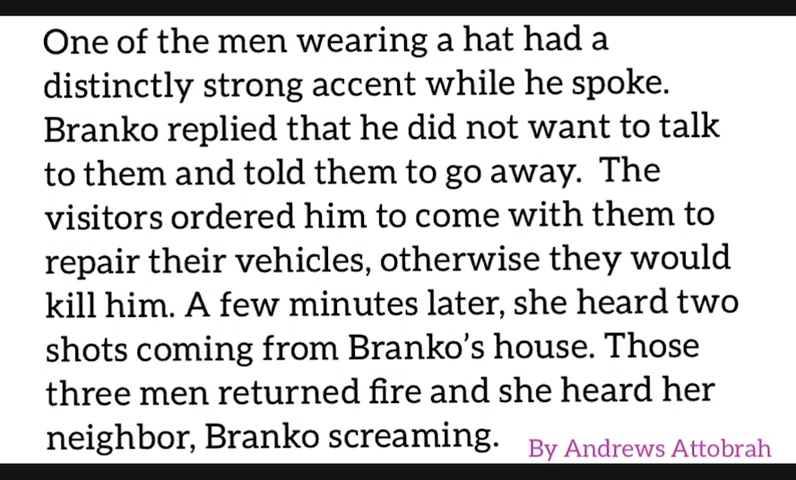 One of the men wearing a hat had a
distinctly strong accent while he spoke.
Branko replied that he did not want to talk
to them and told them to go away.  The
visitors ordered him to come with them to
repair their vehicles, otherwise they would
kill him. A few minutes later, she heard two
shots coming from Branko’s house. Those
three men returned fire and she heard her
neighbor, Branko screaming.
By Andrews Attobrah